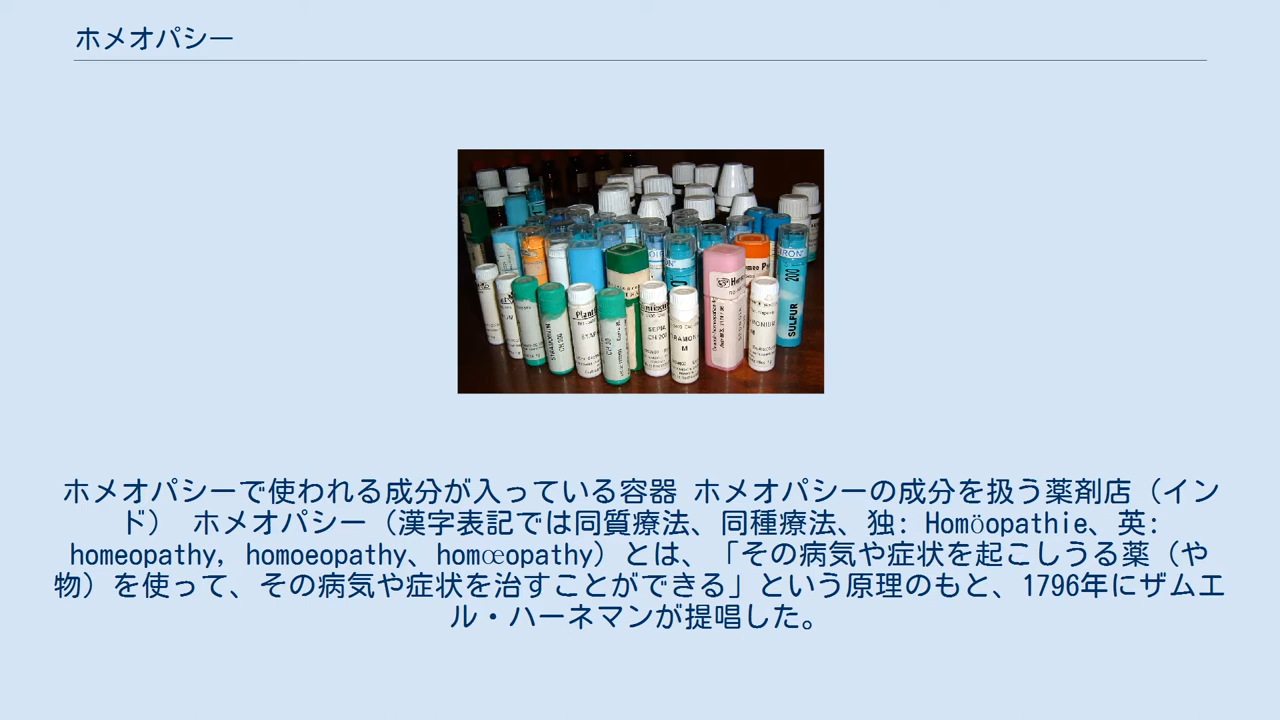 ホメオパシー
BOIRON
200
SULFUR
SEPIA
CH 200
M
ホメオパシーで使われる成分が入っている容器 ホメオパシーの成分を扱う薬剤店（イン
ド） ホメオパシー（漢字表記では同質療法、同種療法、独: Homöopathie、英:
homeopathy, homoeopathy、homœopathy）とは、「その病気や症状を起こしうる薬（や
物）を使って、その病気や症状を治すことができる」という原理のもと、1796年にザムエ
ル・ハーネマンが提唱した。